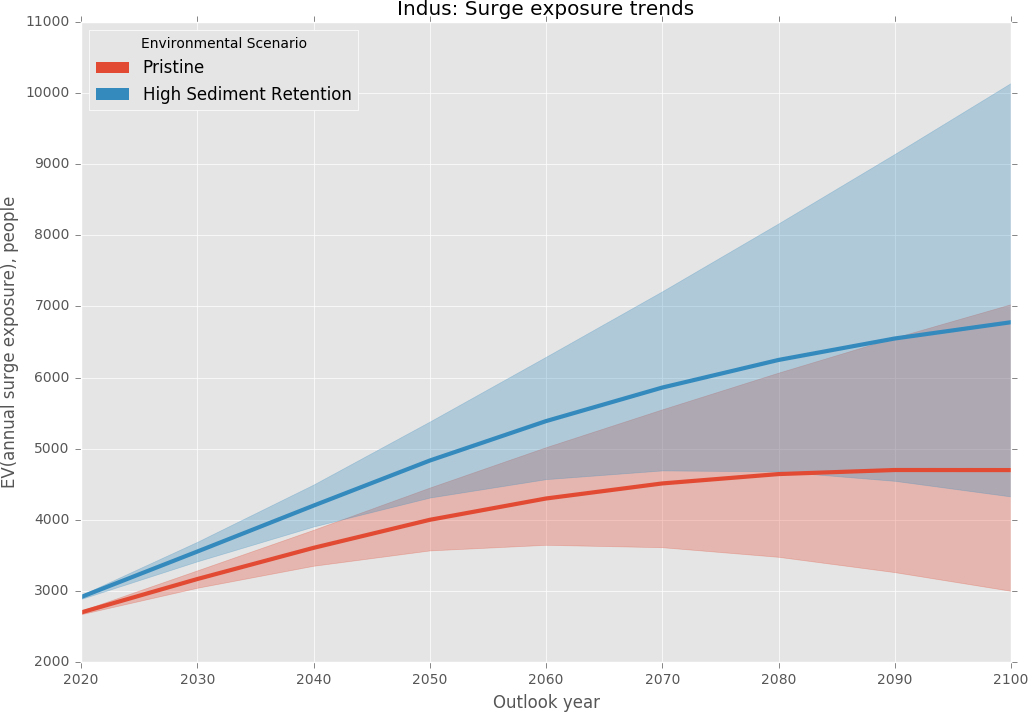 Indus: Surge exposure trends
11000
10000
9000
8000
7000
6000
5000
4000
3000
2000
EV(annual surge exposure), people
Environmental Scenario
Pristine
High Sediment Retention
2020 2030 2040 2050 2060 2070 2080 2090 2100
Outlook year